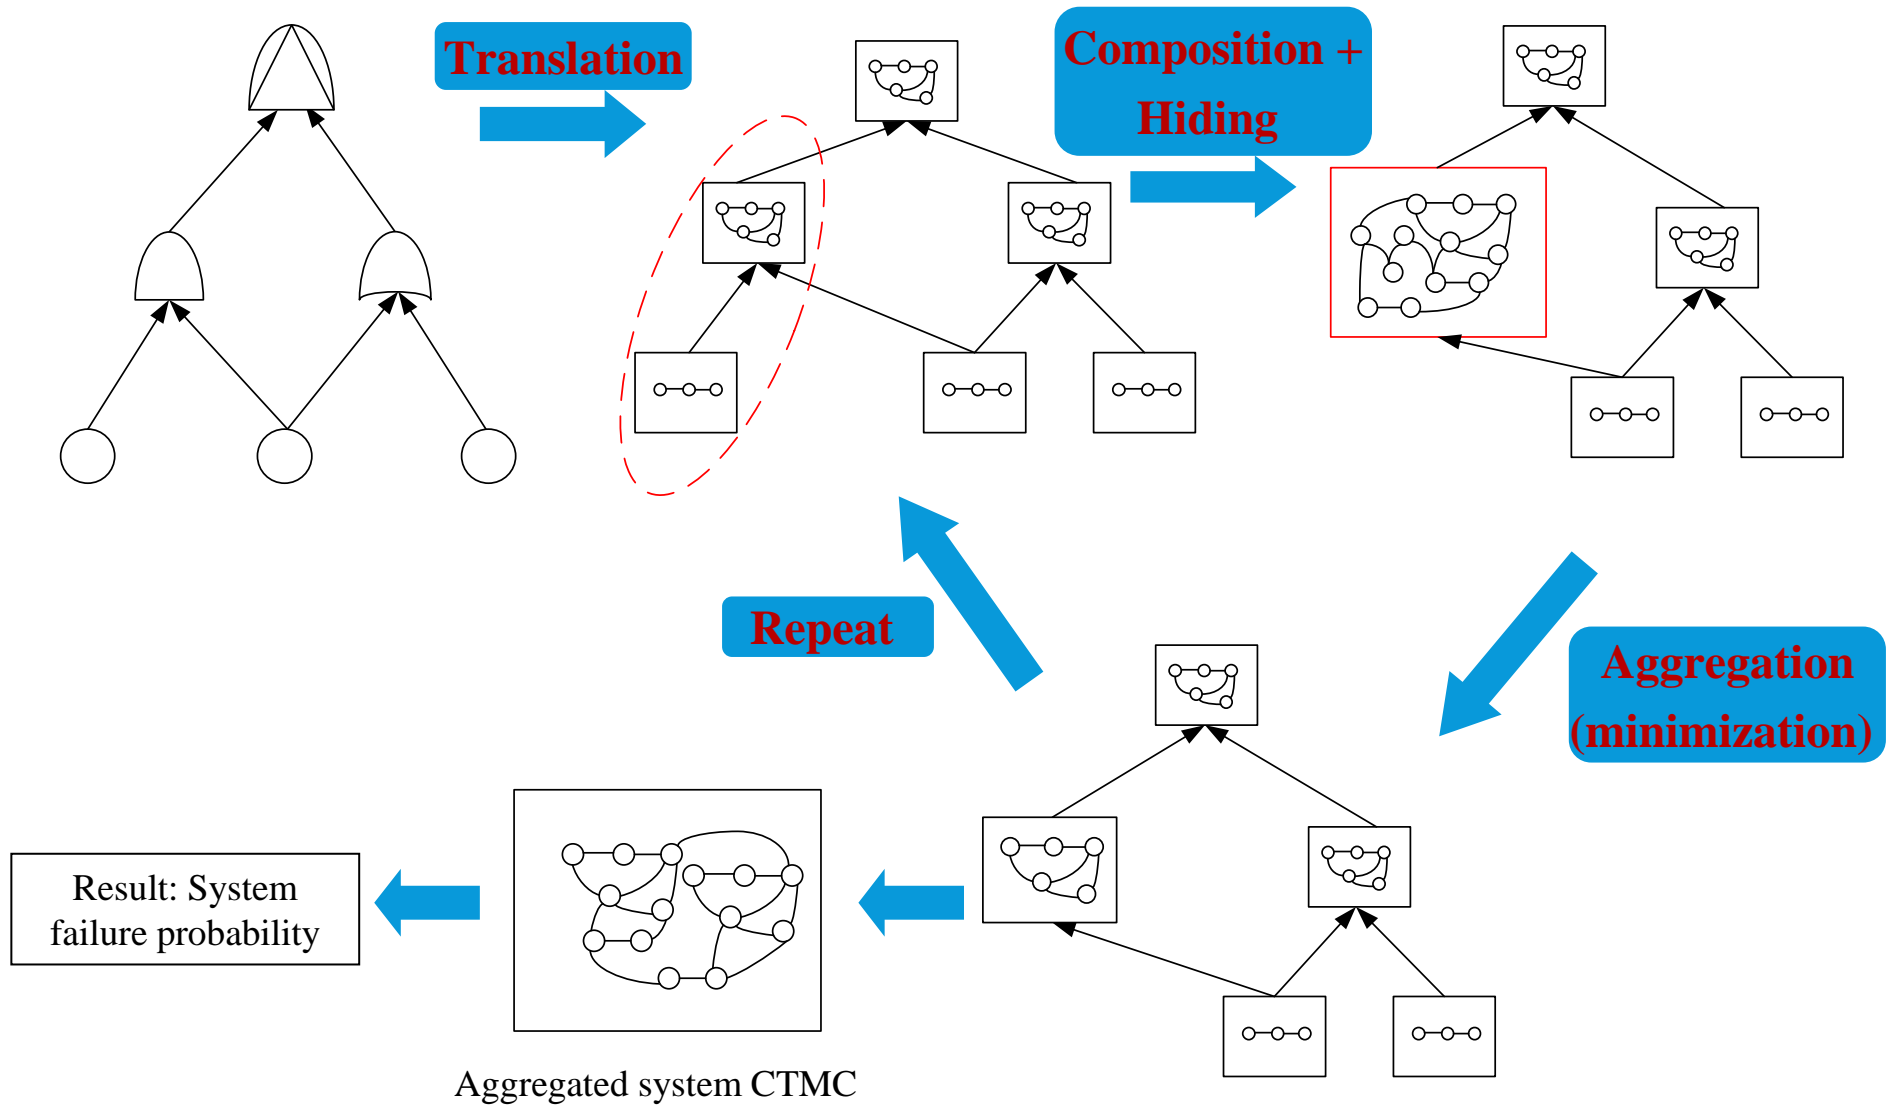 Translation
Composition +
Hiding
Repeat
Aggregation
(minimization)
Result: System
failure probability
Aggregated system CTMC